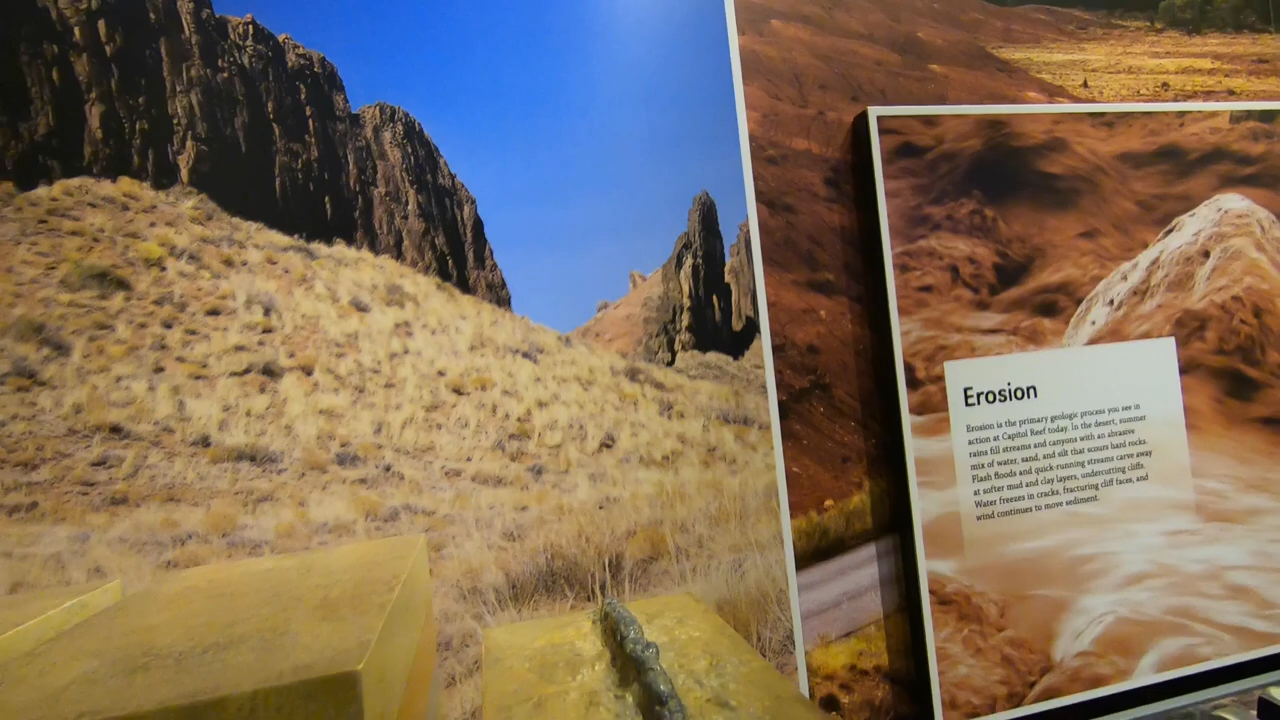 Erosion
Erosion is the primary geologic process you see in
action at Capitol Reef today. In the desert, summer
rains fill streams and canyons with an abrasive
mix of water, sand, and silt that scours hard rocks.
Flash floods and quick-running streams carve away
at softer mud and clay layers, undercutting cliffs.
Water freezes in cracks, fracturing cliff faces, and
wind continues to move sediment.